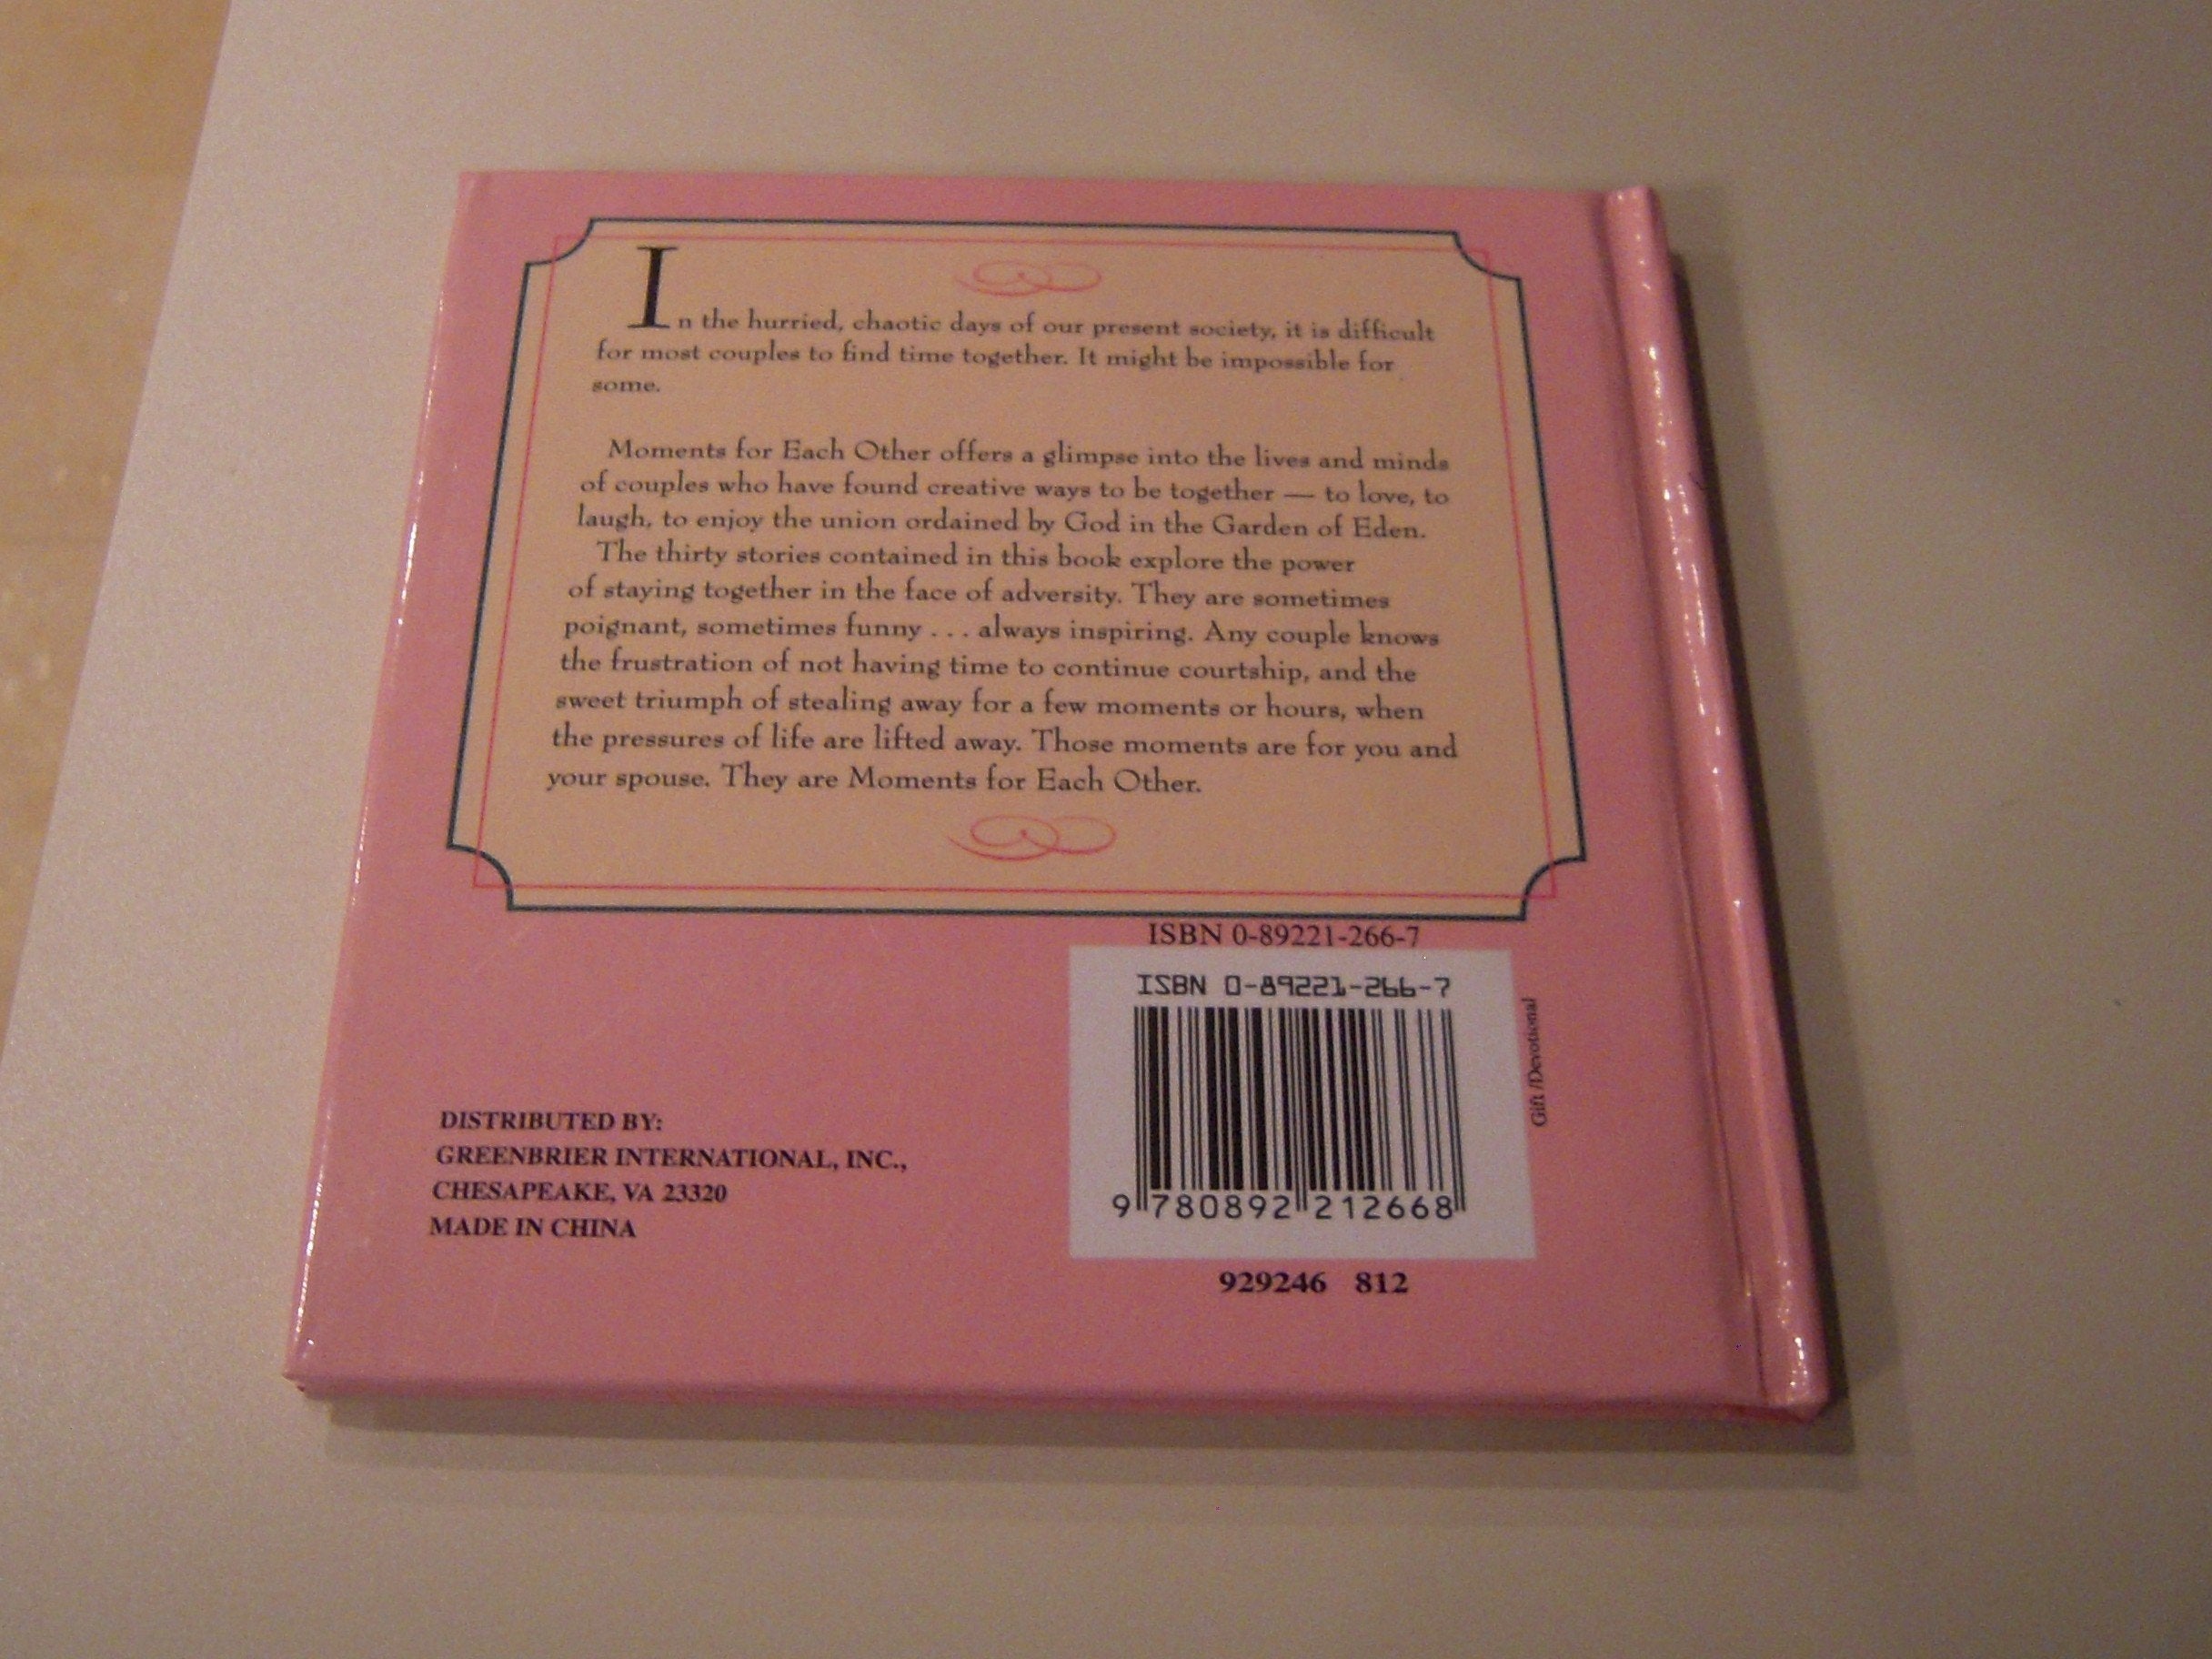 In the hurried, chaotic days of our present society, it is difficult
for most couples to find time together. It might be impossible for
some.
Moments for Each Other offers a glimpse into the lives and minds
of couples who have found creative ways to be together — to love, to
laugh, to enjoy the union ordained by God in the Garden of Eden.
The thirty stories contained in this book explore the power
of staying together in the face of adversity. They are sometimes
poignant, sometimes funny . . . always inspiring. Any couple knows
the frustration of not having time to continue courtship, and the
sweet triumph of stealing away for a few moments or hours, when
the pressures of life are lifted away. Those moments are for you and
your spouse. They are Moments for Each Other.
ISBN 0-89221-266-7
ISBN 0-89221-266-7
9 780892 212668
Gift /Devotional
929246 812
DISTRIBUTED BY:
GREENBRIER INTERNATIONAL, INC.,
CHESAPEAKE, VA 23320
MADE IN CHINA